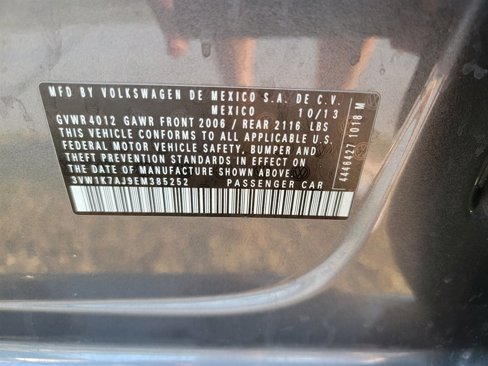 MFD BY VOLKSWAGEN DE MEXICO S.A. DE C.V.
MEXICO 10/13
GVWR 4012 GAWR FRONT 2006 / REAR 2116 LBS
THIS VEHICLE CONFORMS TO ALL APPLICABLE U.S.
FEDERAL MOTOR VEHICLE SAFETY, BUMPER AND
THEFT PREVENTION STANDARDS IN EFFECT ON
THE DATE OF MANUFACTURE SHOWN ABOVE.
3VW1K7AJ9EM385252 PASSENGER CAR
4446427 1018 M